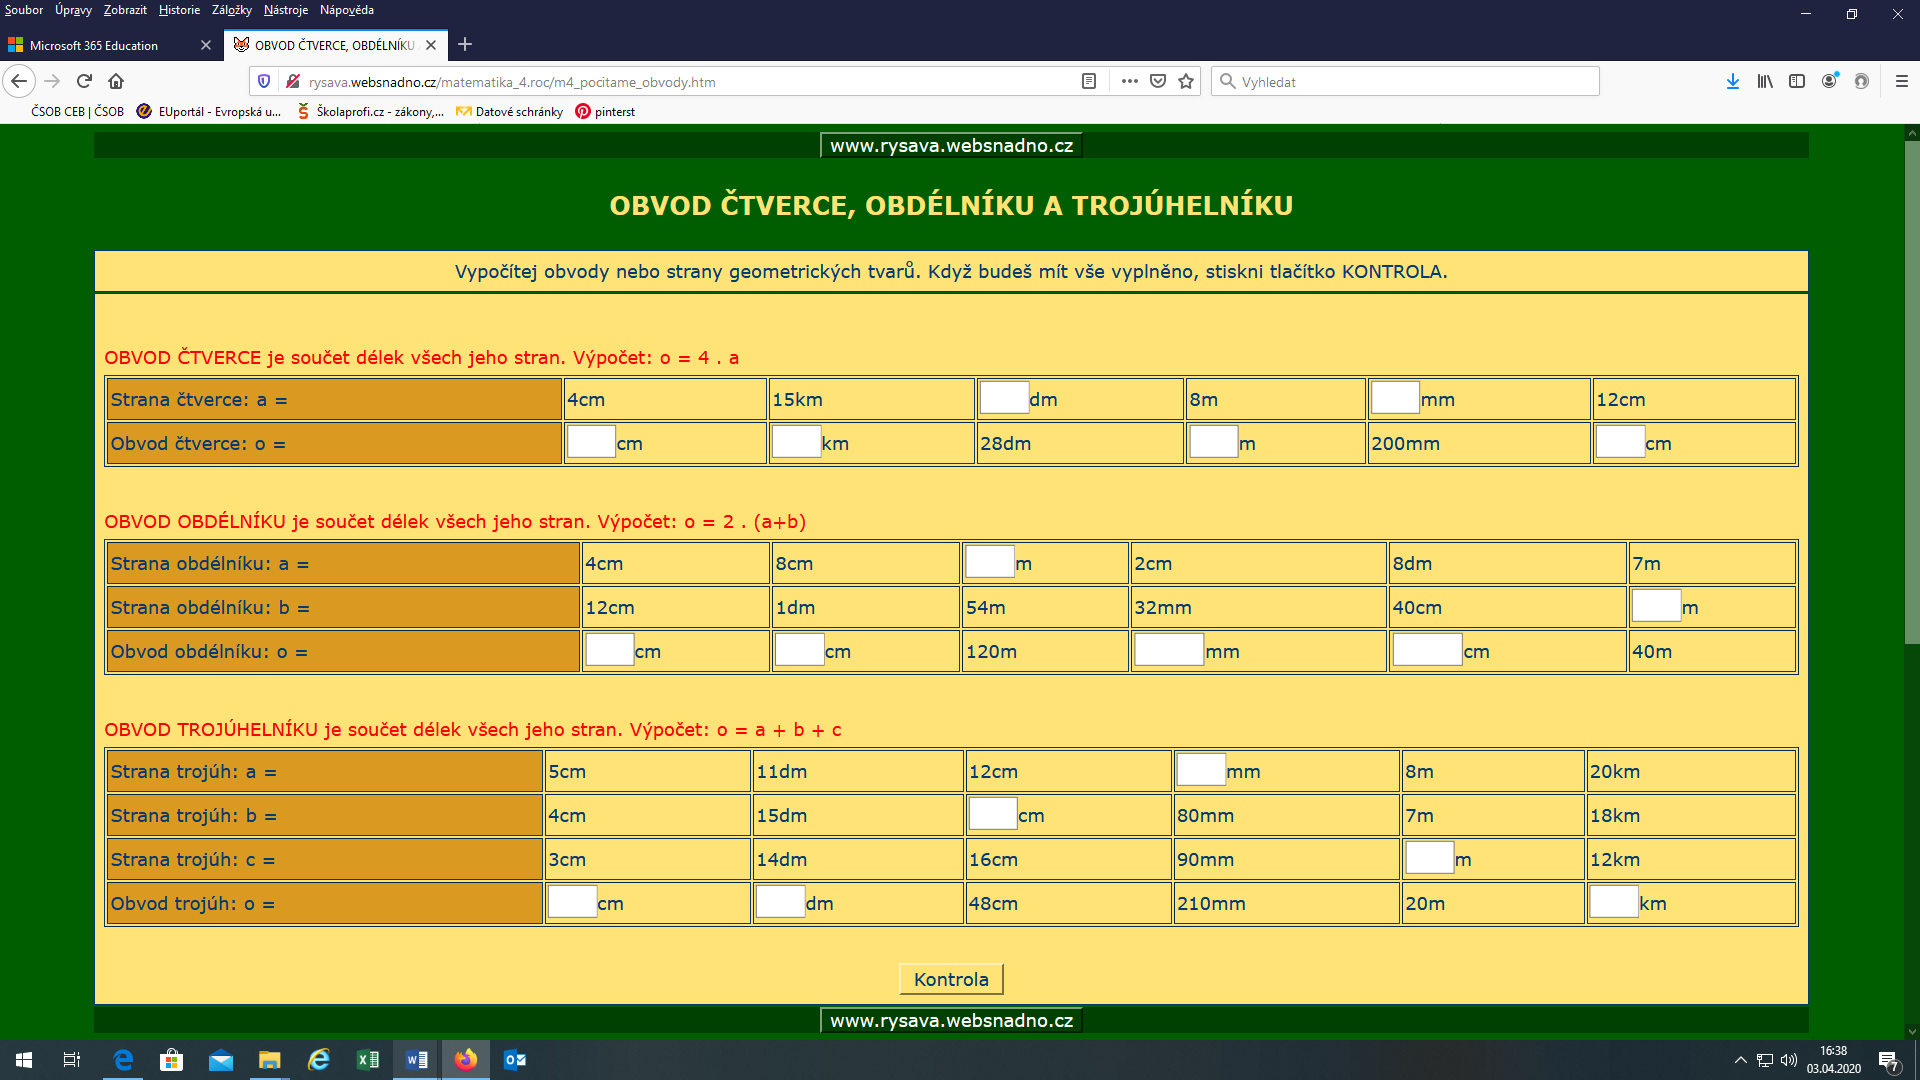 Soubor Úpravy Zobrazit Historie Záložky Nástroje Nápověda
Microsoft 365 Education
OBVOD ČTVERCE, OBDÉLNÍKU
rysava.websnadno.cz/matematika_4.roc/m4_pocitame_obvody.htm
Vyhledat
ČSOB CEB | ČSOB EUportál - Evropská u... Školaprofi.cz - zákony,... Datové schránky pinterst
www.rysava.websnadno.cz
OBVOD ČTVERCE, OBDÉLNÍKU A TROJÚHELNÍKU
Vypočítej obvody nebo strany geometrických tvarů. Když budeš mít vše vyplněno, stiskni tlačítko KONTROLA.
OBVOD ČTVERCE je součet délek všech jeho stran. Výpočet: o = 4 . a
Strana čtverce: a = 4cm 15km dm 8m mm 12cm
Obvod čtverce: o = cm km 28dm m 200mm cm
OBVOD OBDÉLNÍKU je součet délek všech jeho stran. Výpočet: o = 2 . (a+b)
Strana obdélníku: a = 4cm 8cm m 2cm 8dm 7m
Strana obdélníku: b = 12cm 1dm 54m 32mm 40cm m
Obvod obdélníku: o = cm cm 120m mm cm 40m
OBVOD TROJÚHELNÍKU je součet délek všech jeho stran. Výpočet: o = a + b + c
Strana trojúh: a = 5cm 11dm 12cm mm 8m 20km
Strana trojúh: b = 4cm 15dm cm 80mm 7m 18km
Strana trojúh: c = 3cm 14dm 16cm 90mm m 12km
Obvod trojúh: o = cm dm 48cm 210mm 20m km
Kontrola
www.rysava.websnadno.cz
16:38
03.04.2020
7